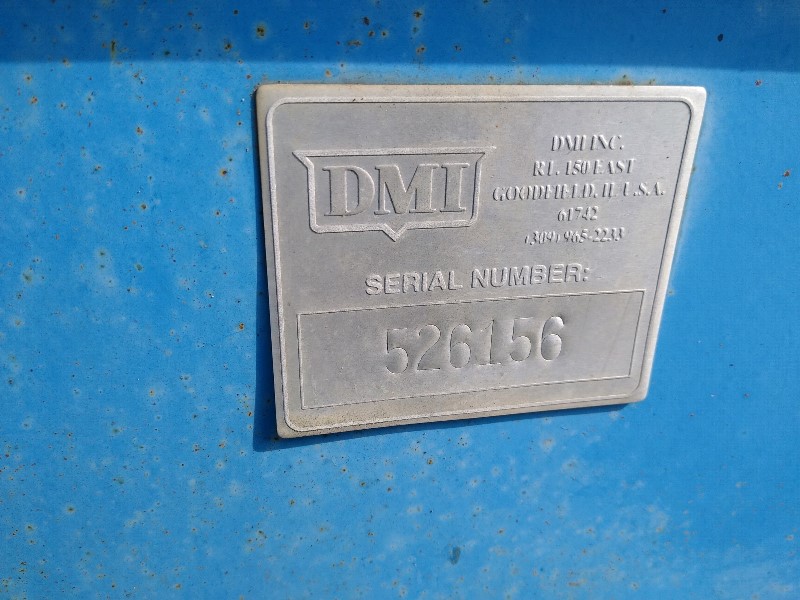 DMI
DMI INC.
Rt. 150 EAST
GOODFIELD, IL U.S.A.
61742
(309) 965-2233
SERIAL NUMBER:
526156